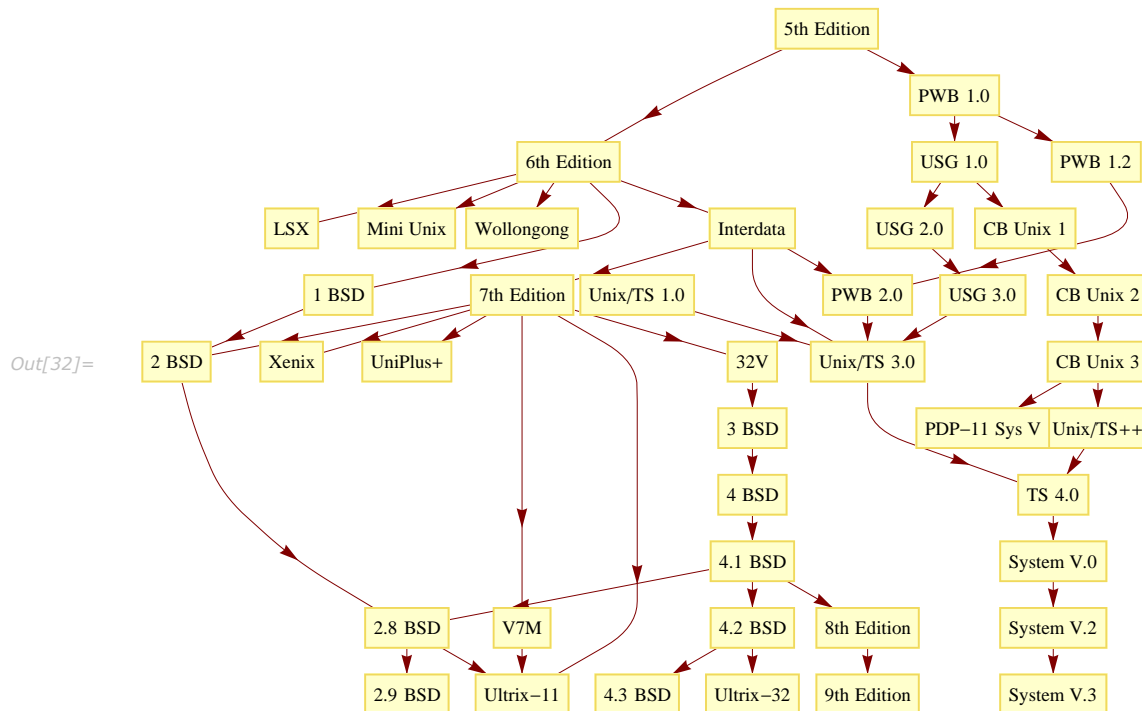 5th Edition
PWB 1.0
6th Edition
USG 1.0
PWB 1.2
LSX
Mini Unix
Wollongong
Interdata
USG 2.0
CB Unix 1
1 BSD
7th Edition
Unix/TS 1.0
PWB 2.0
USG 3.0
CB Unix 2
Out[32]=
2 BSD
Xenix
UniPlus+
32V
Unix/TS 3.0
CB Unix 3
3 BSD
PDP−11 Sys V
Unix/TS++
4 BSD
TS 4.0
4.1 BSD
System V.0
2.8 BSD
V7M
4.2 BSD
8th Edition
System V.2
2.9 BSD
Ultrix−11
4.3 BSD
Ultrix−32
9th Edition
System V.3